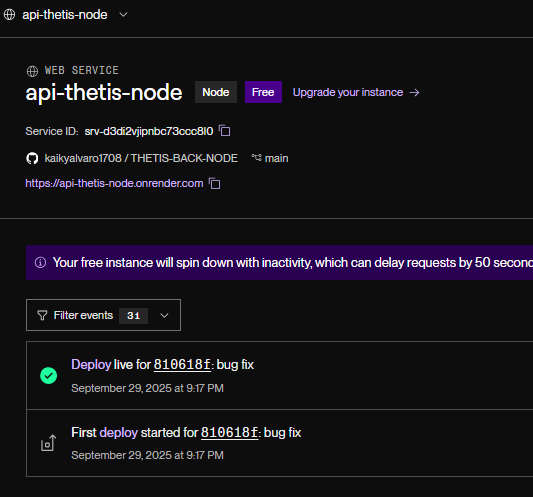 api-thetis-node
WEB SERVICE
api-thetis-node Node Free Upgrade your instance →
Service ID: srv-d3di2vjipnbc73ccc8l0
kaikyalvaro1708 / THETIS-BACK-NODE main
https://api-thetis-node.onrender.com
Your free instance will spin down with inactivity, which can delay requests by 50 secon
Filter events 31
Deploy live for 810618f: bug fix
September 29, 2025 at 9:17 PM
First deploy started for 810618f: bug fix
September 29, 2025 at 9:17 PM